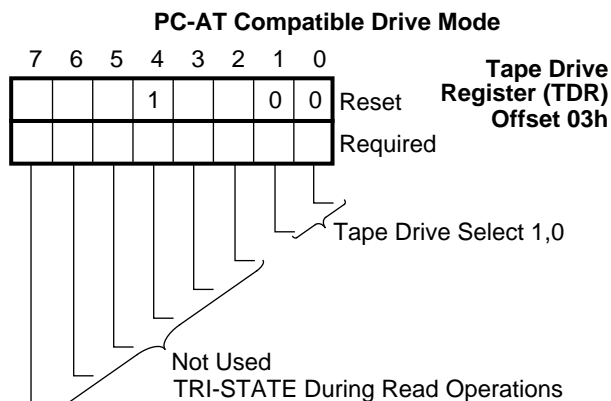 PC-AT Compatible Drive Mode
7 6 5 4 3 2 1 0
Tape Drive
Register (TDR)
Offset 03h
1 0 0 Reset
Required
Tape Drive Select 1,0
Not Used
TRI-STATE During Read Operations